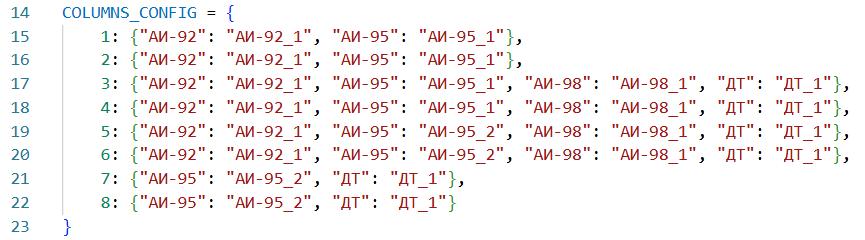 14 COLUMNS_CONFIG = {
15 1: {"АИ-92": "АИ-92_1", "АИ-95": "АИ-95_1"},
16 2: {"АИ-92": "АИ-92_1", "АИ-95": "АИ-95_1"},
17 3: {"АИ-92": "АИ-92_1", "АИ-95": "АИ-95_1", "АИ-98": "АИ-98_1", "ДТ": "ДТ_1"},
18 4: {"АИ-92": "АИ-92_1", "АИ-95": "АИ-95_1", "АИ-98": "АИ-98_1", "ДТ": "ДТ_1"},
19 5: {"АИ-92": "АИ-92_1", "АИ-95": "АИ-95_2", "АИ-98": "АИ-98_1", "ДТ": "ДТ_1"},
20 6: {"АИ-92": "АИ-92_1", "АИ-95": "АИ-95_2", "АИ-98": "АИ-98_1", "ДТ": "ДТ_1"},
21 7: {"АИ-95": "АИ-95_2", "ДТ": "ДТ_1"},
22 8: {"АИ-95": "АИ-95_2", "ДТ": "ДТ_1"}
23 }